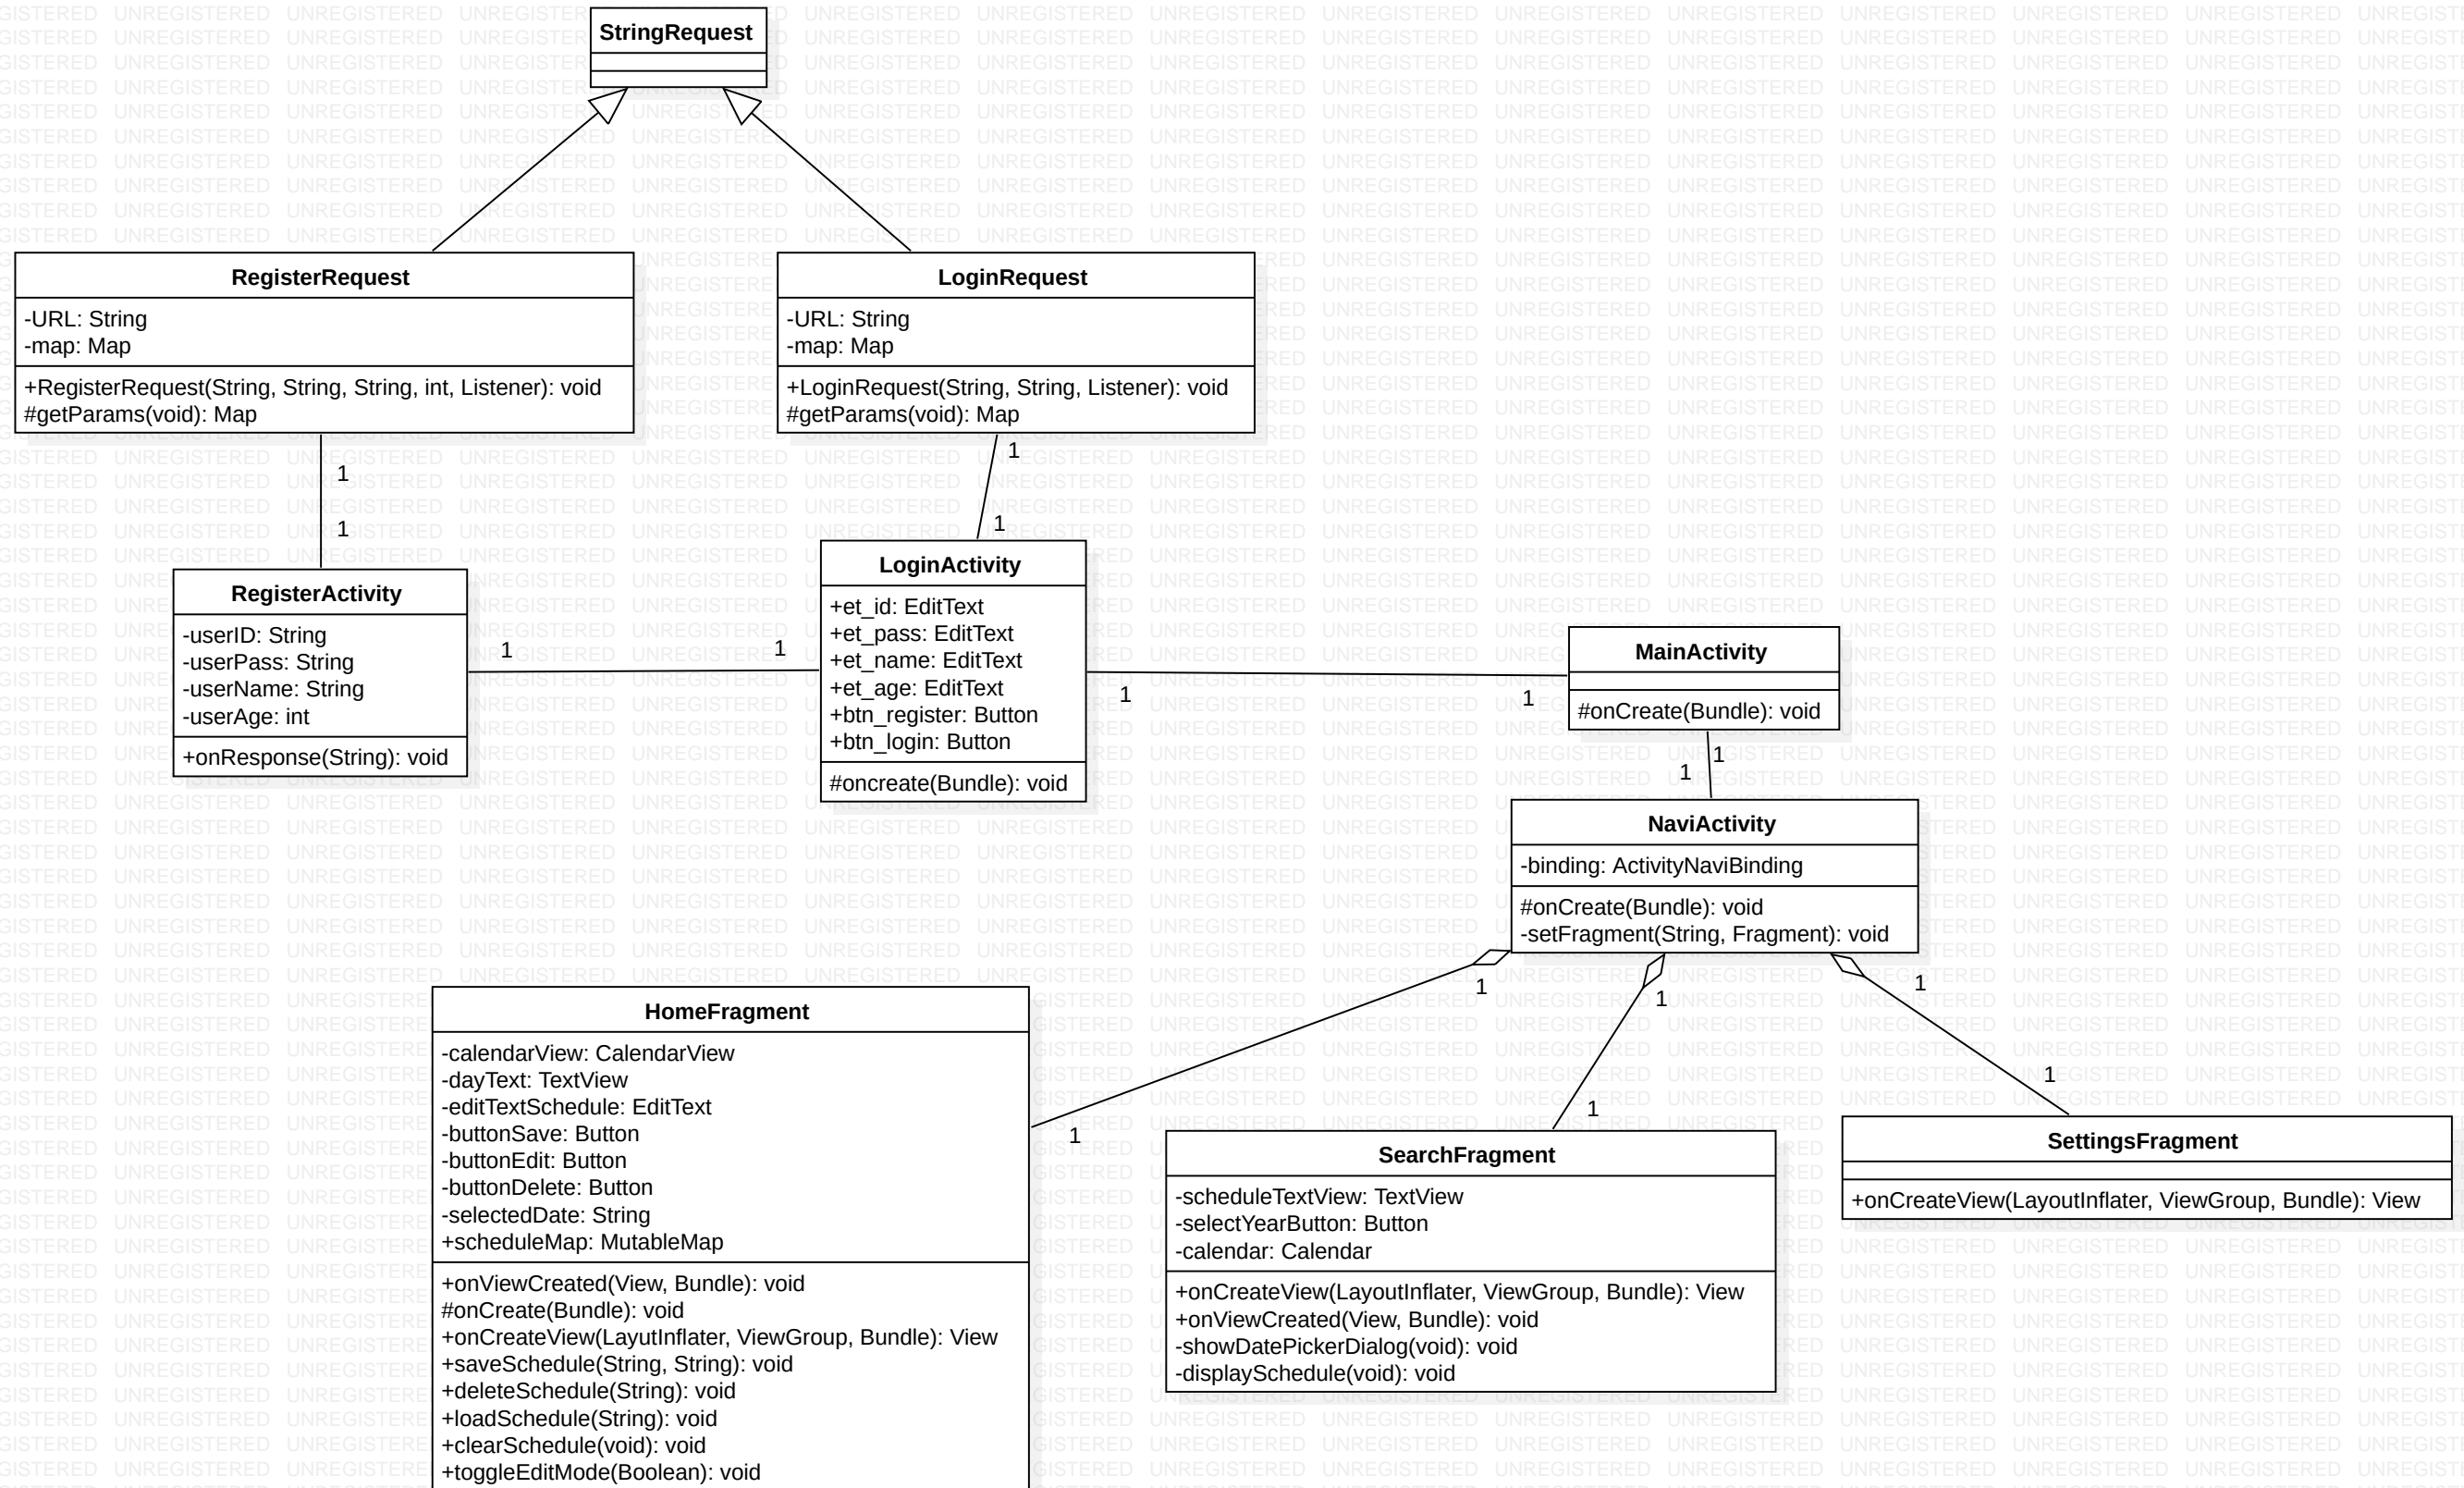 StringRequest
RegisterRequest
-URL: String
-map: Map
+RegisterRequest(String, String, String, int, Listener): void
#getParams(void): Map
LoginRequest
-URL: String
-map: Map
+LoginRequest(String, String, Listener): void
#getParams(void): Map
1
1
1
1
RegisterActivity
-userID: String
-userPass: String
-userName: String
-userAge: int
+onResponse(String): void
1
1
LoginActivity
+et_id: EditText
+et_pass: EditText
+et_name: EditText
+et_age: EditText
+btn_register: Button
+btn_login: Button
#oncreate(Bundle): void
1
1
MainActivity
#onCreate(Bundle): void
1
1
NaviActivity
-binding: ActivityNaviBinding
#onCreate(Bundle): void
-setFragment(String, Fragment): void
1
1
1
1
1
1
HomeFragment
-calendarView: CalendarView
-dayText: TextView
-editTextSchedule: EditText
-buttonSave: Button
-buttonEdit: Button
-buttonDelete: Button
-selectedDate: String
+scheduleMap: MutableMap
+onViewCreated(View, Bundle): void
#onCreate(Bundle): void
+onCreateView(LayutInflater, ViewGroup, Bundle): View
+saveSchedule(String, String): void
+deleteSchedule(String): void
+loadSchedule(String): void
+clearSchedule(void): void
+toggleEditMode(Boolean): void
SearchFragment
-scheduleTextView: TextView
-selectYearButton: Button
-calendar: Calendar
+onCreateView(LayoutInflater, ViewGroup, Bundle): View
+onViewCreated(View, Bundle): void
-showDatePickerDialog(void): void
-displaySchedule(void): void
SettingsFragment
+onCreateView(LayoutInflater, ViewGroup, Bundle): View
UNREGISTERED